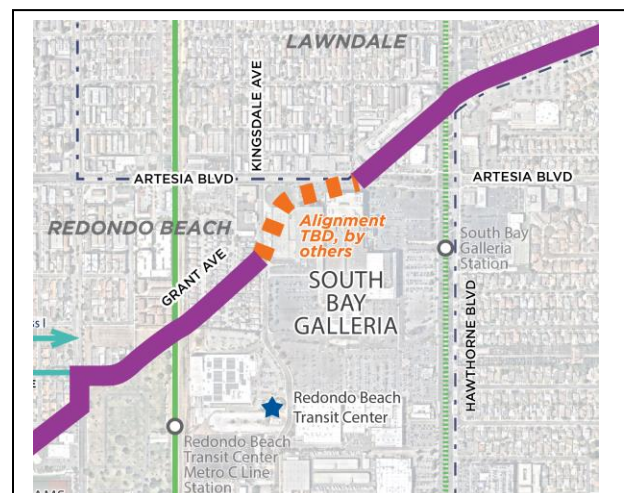 LAWNDALE
KINGSDALE AVE
ARTESIA BLVD
ARTESIA BLVD
REDONDO BEACH
Alignment
TBD, by
others
South Bay
Galleria
Station
GRANT AVE
SOUTH
BAY
GALLERIA
HAWTHORNE BLVD
Redondo Beach
Transit Center
Redondo Beach
Transit Center
Metro C Line
Station